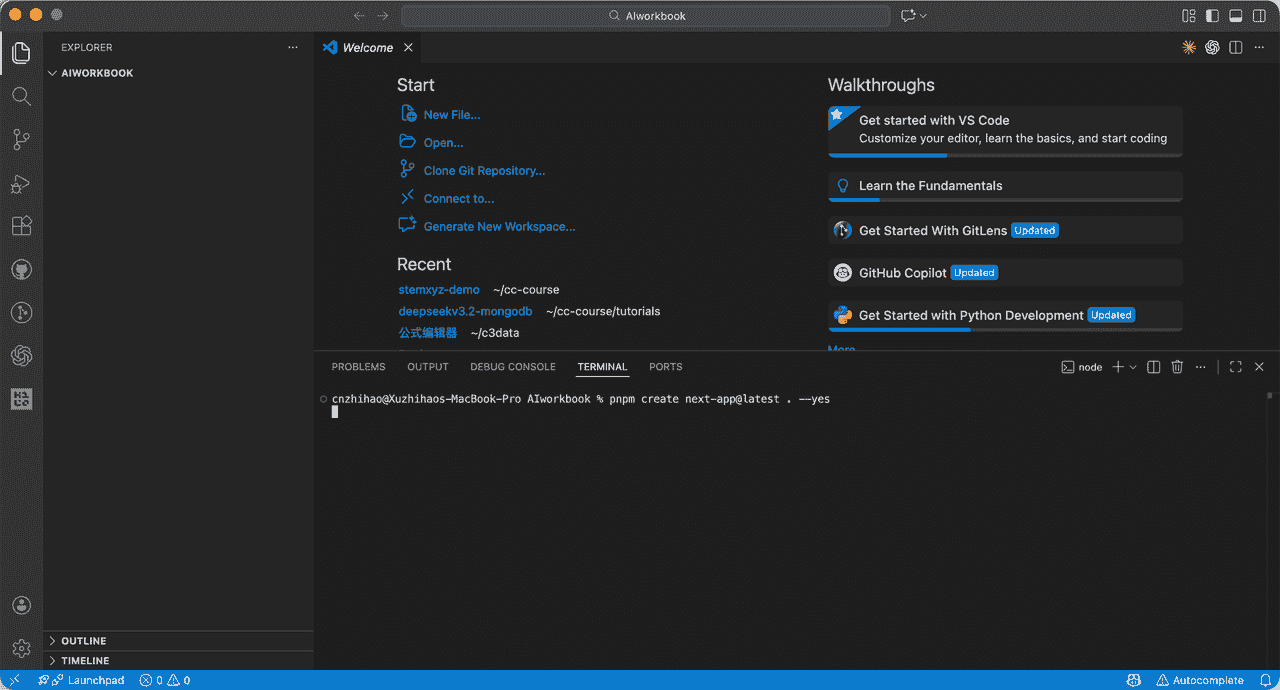 AIworkbook
EXPLORER
AIWORKBOOK
Welcome
Start
New File...
Open...
Clone Git Repository...
Connect to...
Generate New Workspace...
Recent
stemxyz-demo ~/cc-course
deepseekv3.2-mongodb ~/cc-course/tutorials
公式编辑器 ~/c3data
Walkthroughs
Get started with VS Code
Customize your editor, learn the basics, and start coding
Learn the Fundamentals
Get Started With GitLens Updated
GitHub Copilot Updated
Get Started with Python Development Updated
More...
PROBLEMS OUTPUT DEBUG CONSOLE TERMINAL PORTS
node
cnzhihao@Xuzhihaos-MacBook-Pro AIworkbook % pnpm create next-app@latest . --yes
OUTLINE
TIMELINE
Launchpad 0 0
Autocomplete